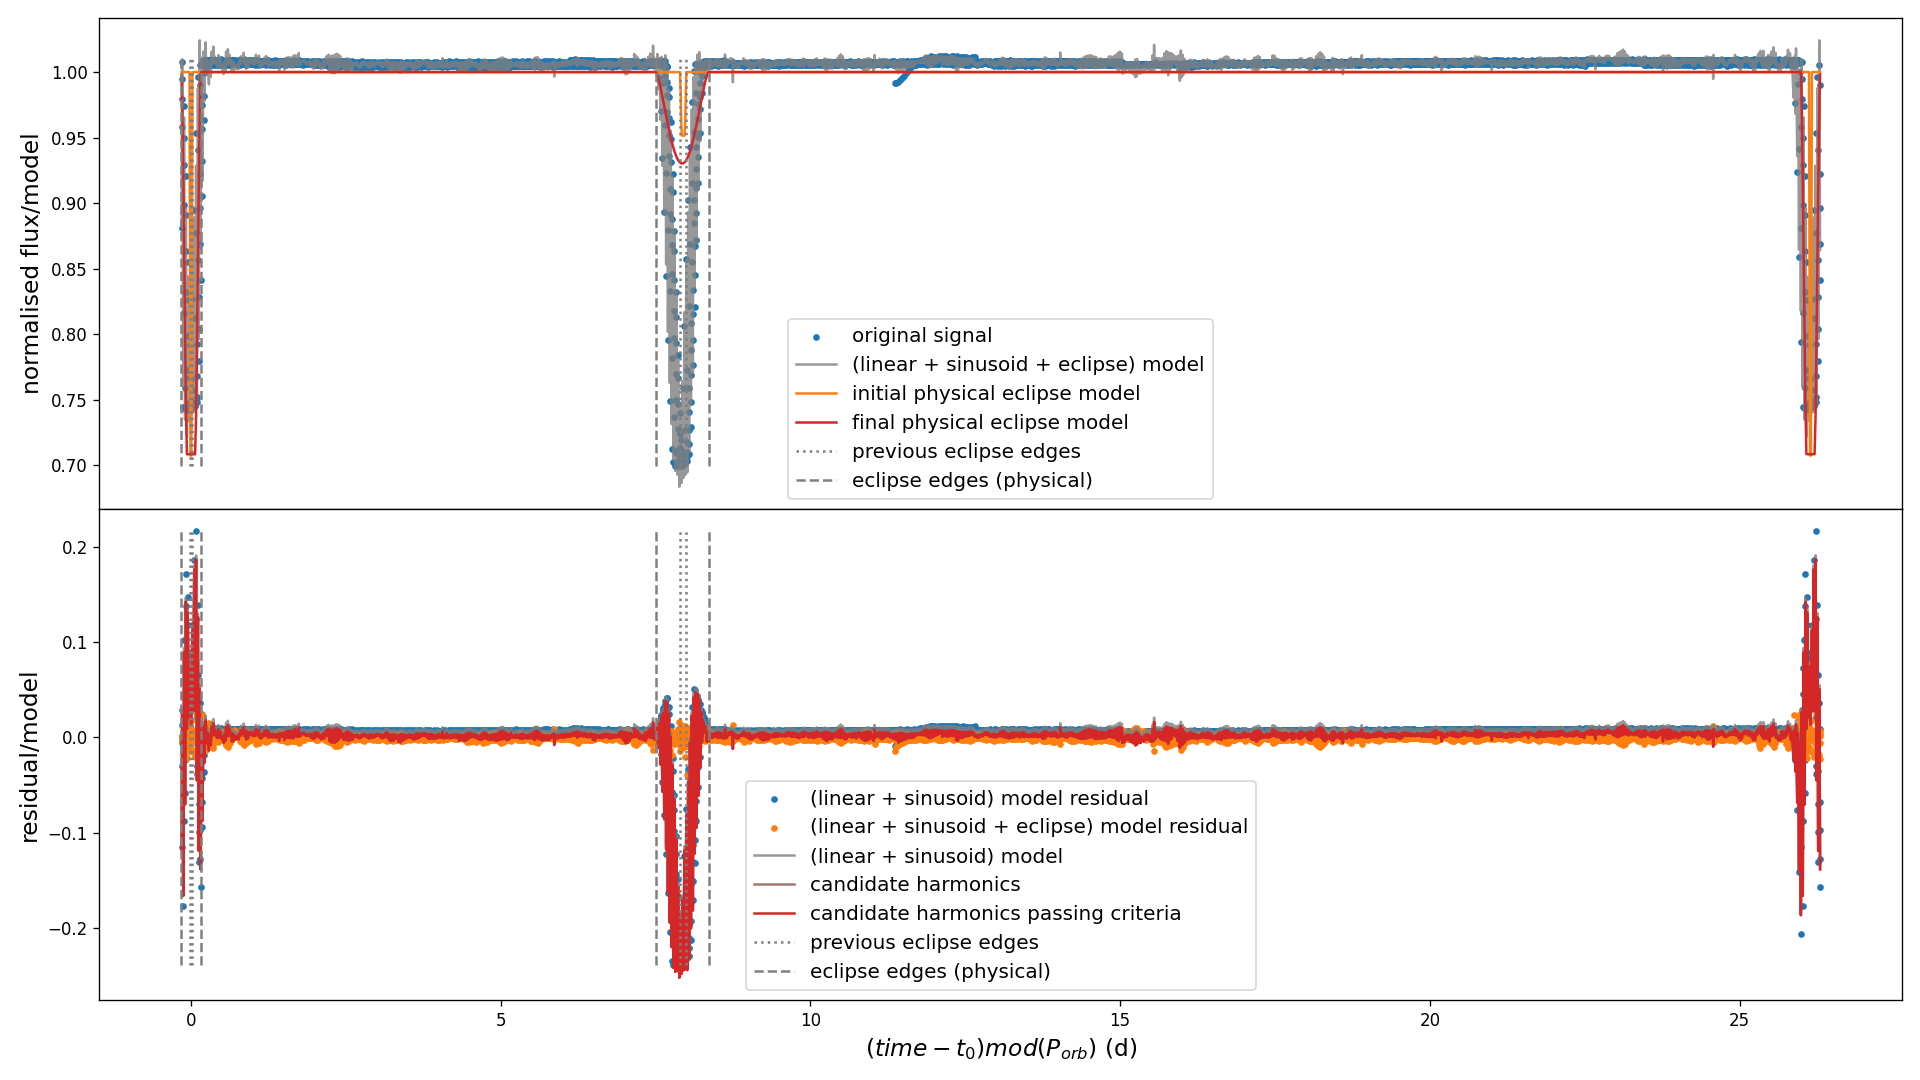 normalised flux/model
1.00
0.95
0.90
0.85
0.80
0.75
0.70
original signal
(linear + sinusoid + eclipse) model
initial physical eclipse model
final physical eclipse model
previous eclipse edges
eclipse edges (physical)
residual/model
0.2
0.1
0.0
−0.1
−0.2
(linear + sinusoid) model residual
(linear + sinusoid + eclipse) model residual
(linear + sinusoid) model
candidate harmonics
candidate harmonics passing criteria
previous eclipse edges
eclipse edges (physical)
0 5 10 15 20 25
(time − t₀)mod(Pₒᵣb) (d)